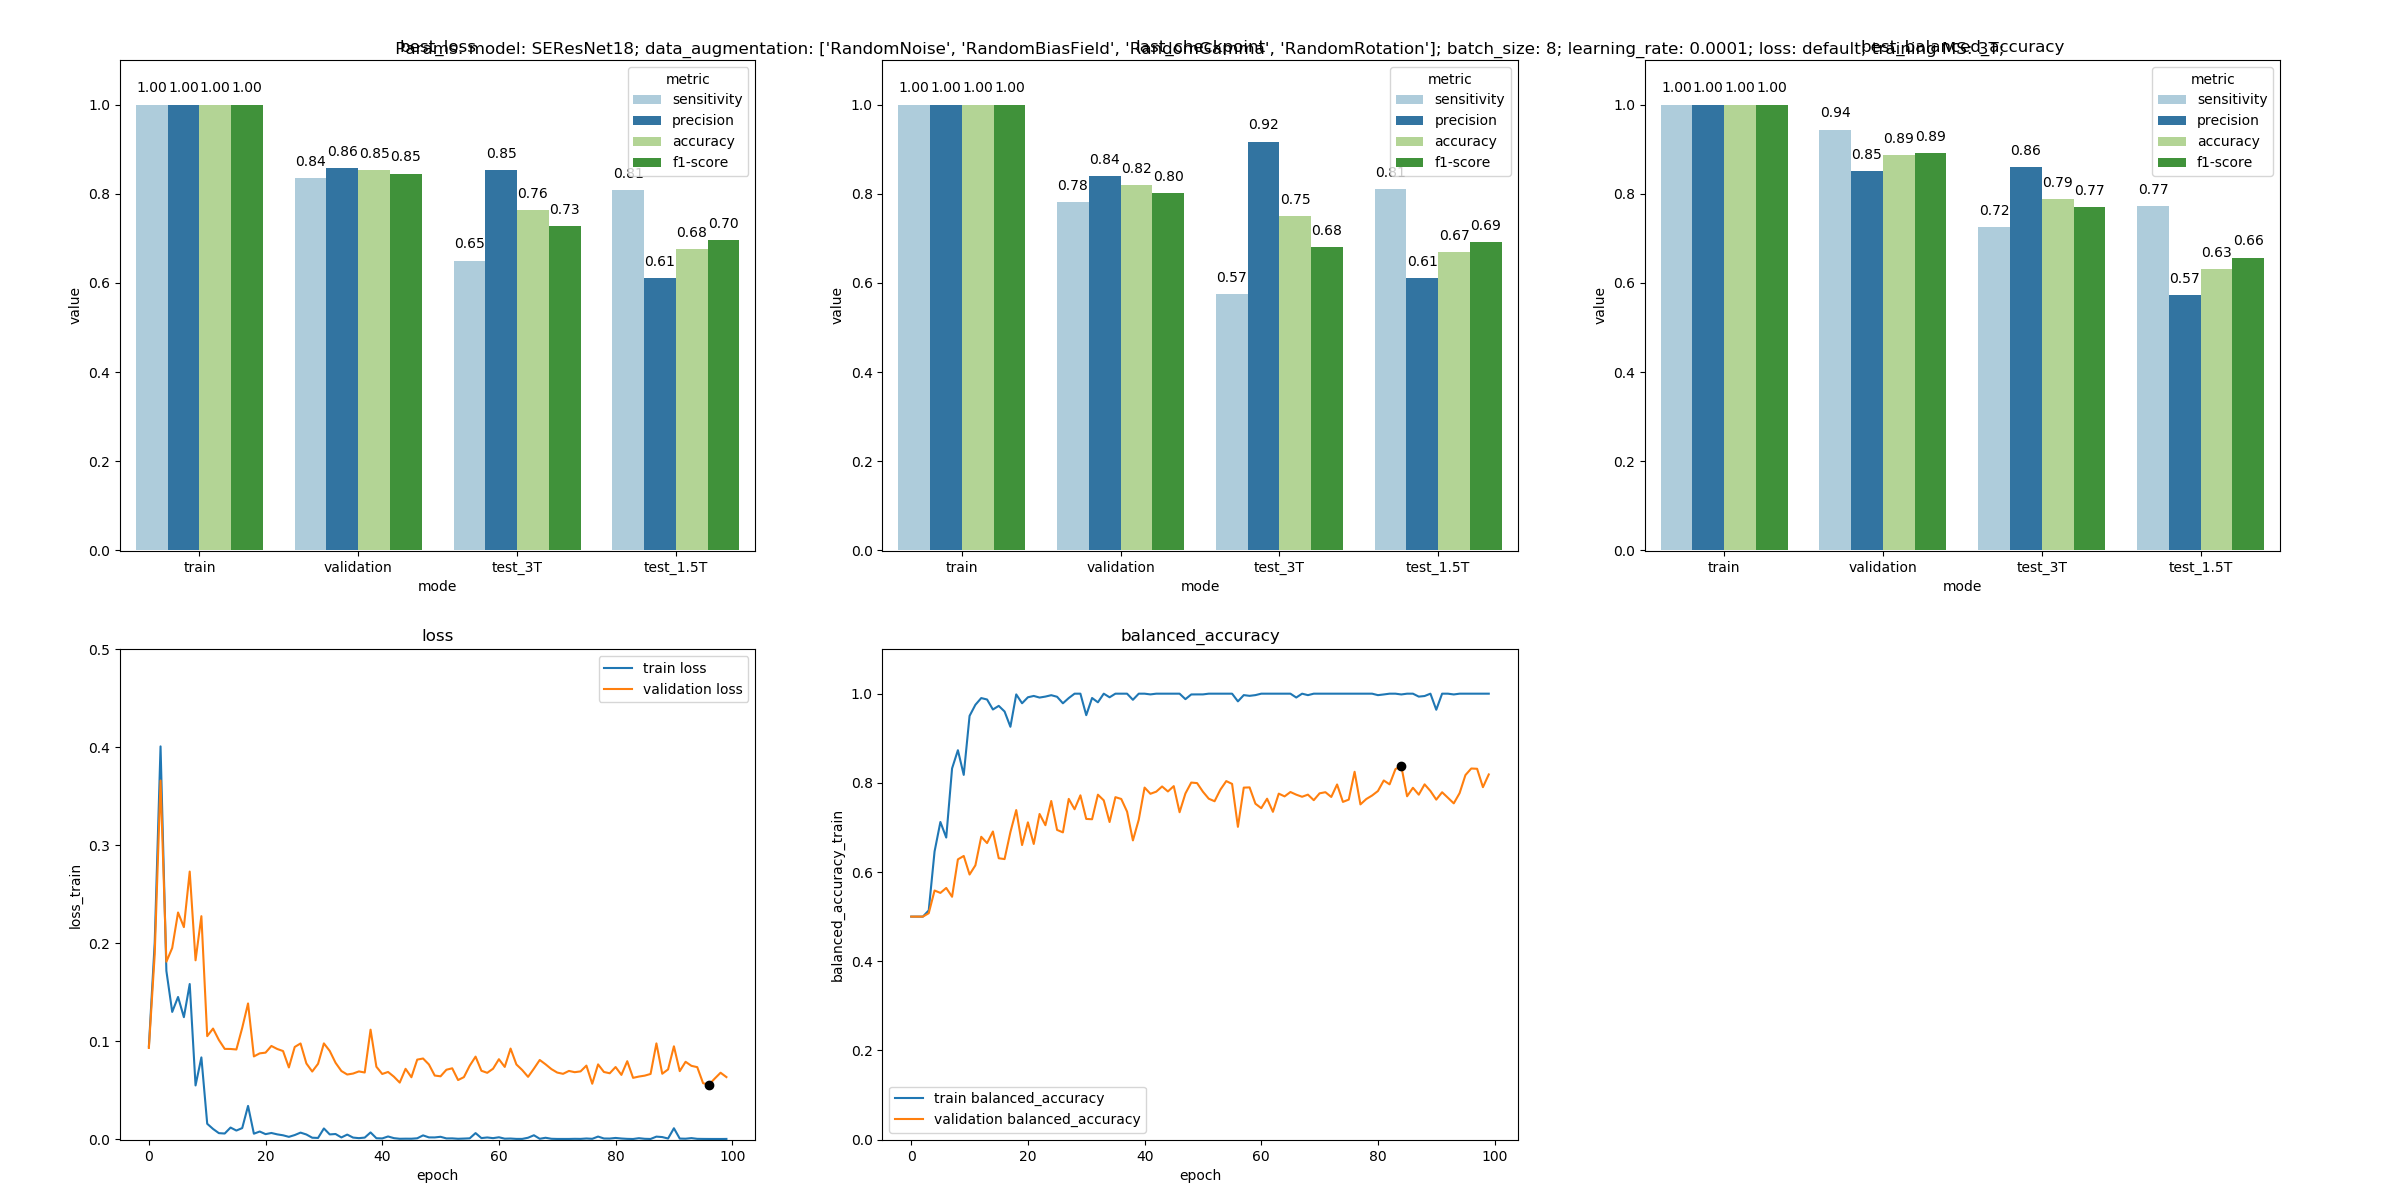 Params: model: SEResNet18; data_augmentation: ['RandomNoise', 'RandomBiasField', 'RandomGamma', 'RandomRotation']; batch_size: 8; learning_rate: 0.0001; loss: default; training MS: 3T;
best_loss
metric
sensitivity
precision
accuracy
f1-score
1.00 1.00 1.00 1.00
0.84 0.86 0.85 0.85
0.65 0.85 0.76 0.73
0.81 0.61 0.68 0.70
value
1.0
0.8
0.6
0.4
0.2
0.0
train validation test_3T test_1.5T
mode
last_checkpoint
metric
sensitivity
precision
accuracy
f1-score
1.00 1.00 1.00 1.00
0.78 0.84 0.82 0.80
0.57 0.92 0.75 0.68
0.81 0.61 0.67 0.69
value
1.0
0.8
0.6
0.4
0.2
0.0
train validation test_3T test_1.5T
mode
best_balanced_accuracy
metric
sensitivity
precision
accuracy
f1-score
1.00 1.00 1.00 1.00
0.94 0.85 0.89 0.89
0.72 0.86 0.79 0.77
0.77 0.57 0.63 0.66
value
1.0
0.8
0.6
0.4
0.2
0.0
train validation test_3T test_1.5T
mode
loss
train loss
validation loss
loss_train
0.5
0.4
0.3
0.2
0.1
0.0
0 20 40 60 80 100
epoch
balanced_accuracy
balanced_accuracy_train
1.0
0.8
0.6
0.4
0.2
0.0
train balanced_accuracy
validation balanced_accuracy
0 20 40 60 80 100
epoch